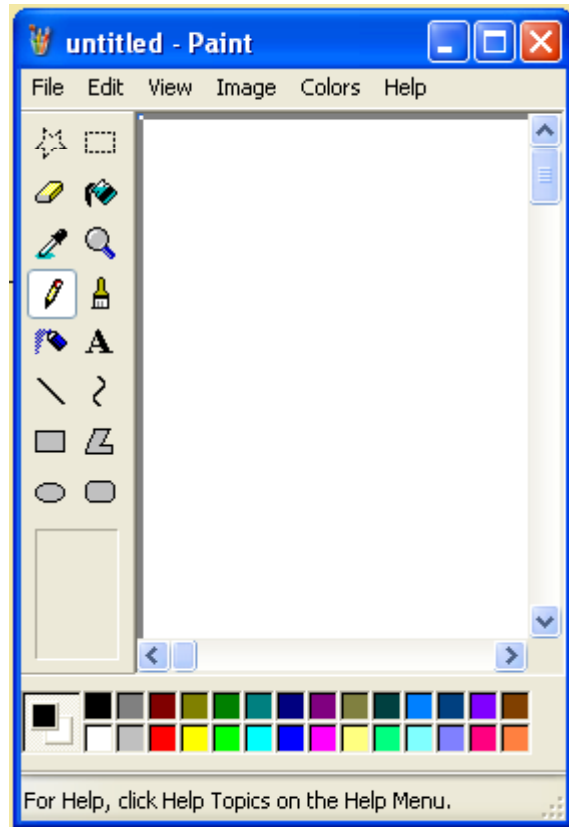 untitled - Paint
File Edit View Image Colors Help
A
For Help, click Help Topics on the Help Menu.